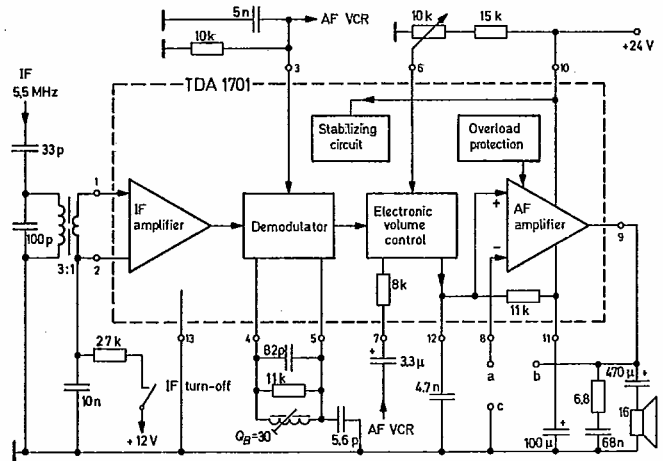 5n
AF VCR
10k
10k
15k
+24V
3
6
10
IF
5,5 MHz
TDA 1701
33p
Stabilizing
circuit
Overload
protection
1
100p
3:1
2
IF
amplifier
Demodulator
Electronic
volume
control
+
AF
amplifier
−
9
8k
11k
13
4
5
7
12
8
11
27k
82p
11k
+
3,3µ
a
b
470µ
+
10n
IF turn-off
4,7n
c
6,8
16
+12V
Q_B=30
5,6p
AF VCR
100µ
+
68n